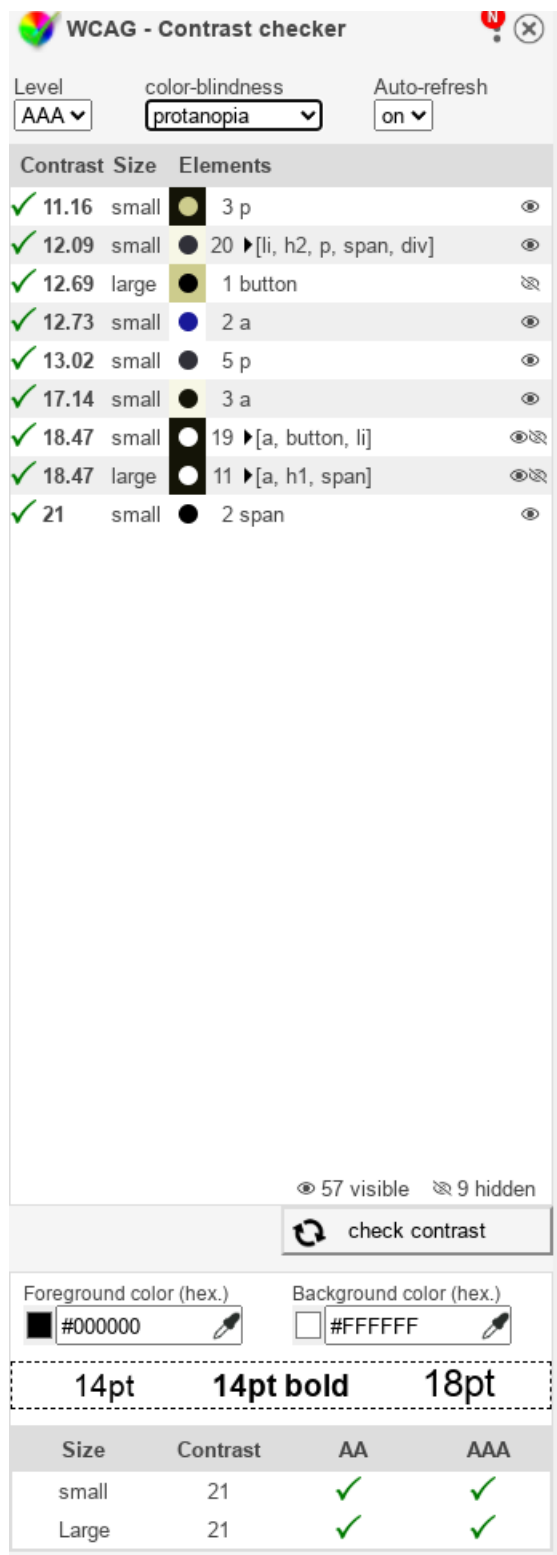 WCAG - Contrast checker
N
Level color-blindness Auto-refresh
AAA protanopia on
Contrast Size Elements
11.16 small 3 p
12.09 small 20 [li, h2, p, span, div]
12.69 large 1 button
12.73 small 2 a
13.02 small 5 p
17.14 small 3 a
18.47 small 19 [a, button, li]
18.47 large 11 [a, h1, span]
21 small 2 span
57 visible 9 hidden
check contrast
Foreground color (hex.) Background color (hex.)
#000000 #FFFFFF
14pt 14pt bold 18pt
Size Contrast AA AAA
small 21
Large 21